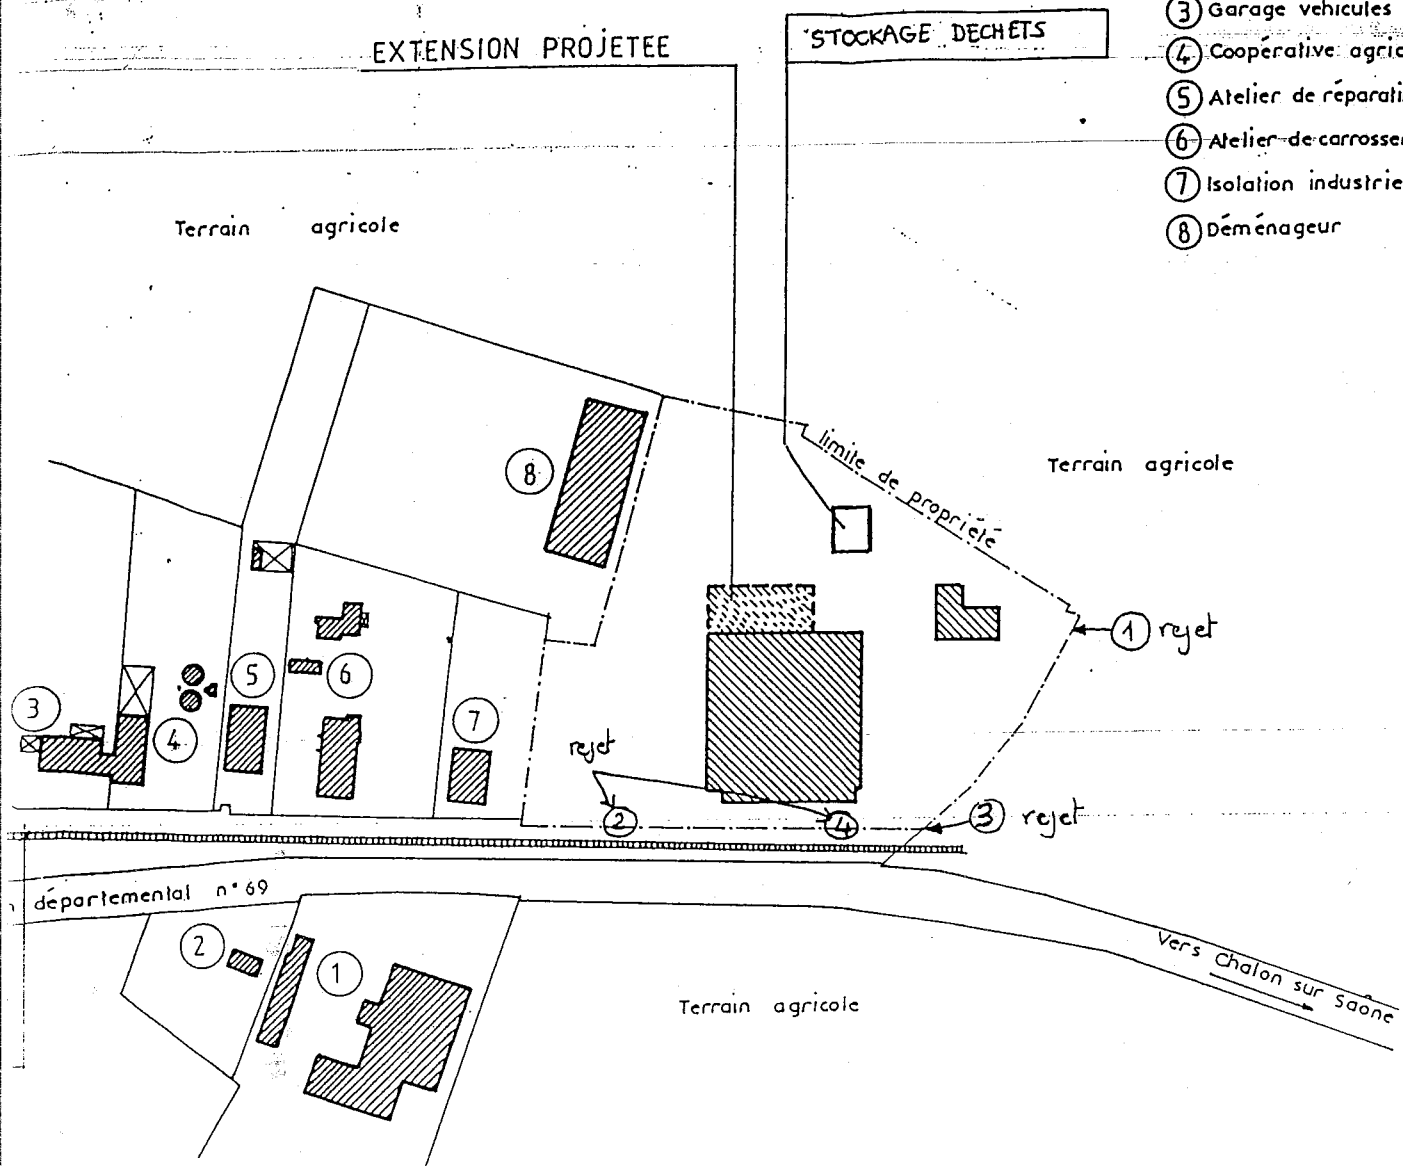 EXTENSION PROJETEE
STOCKAGE DECHETS
③ Garage vehicules
④ Coopérative agric
⑤ Atelier de réparati
⑥ Atelier de carrosse
⑦ Isolation industrie
⑧ Déménageur
Terrain agricole
limite de propriété
Terrain agricole
⑧
① rejet
⑤
⑥
③
④
⑦
rejet
②
④
③ rejet
départemental n°69
②
①
Terrain agricole
Vers Chalon sur Saône